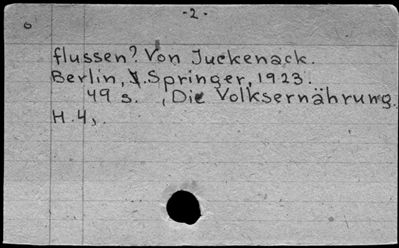 -2-
flussen? Von Juckenack.
Berlin, J. Springer, 1923.
49 s. , Die Volksernährung.
H.4,.